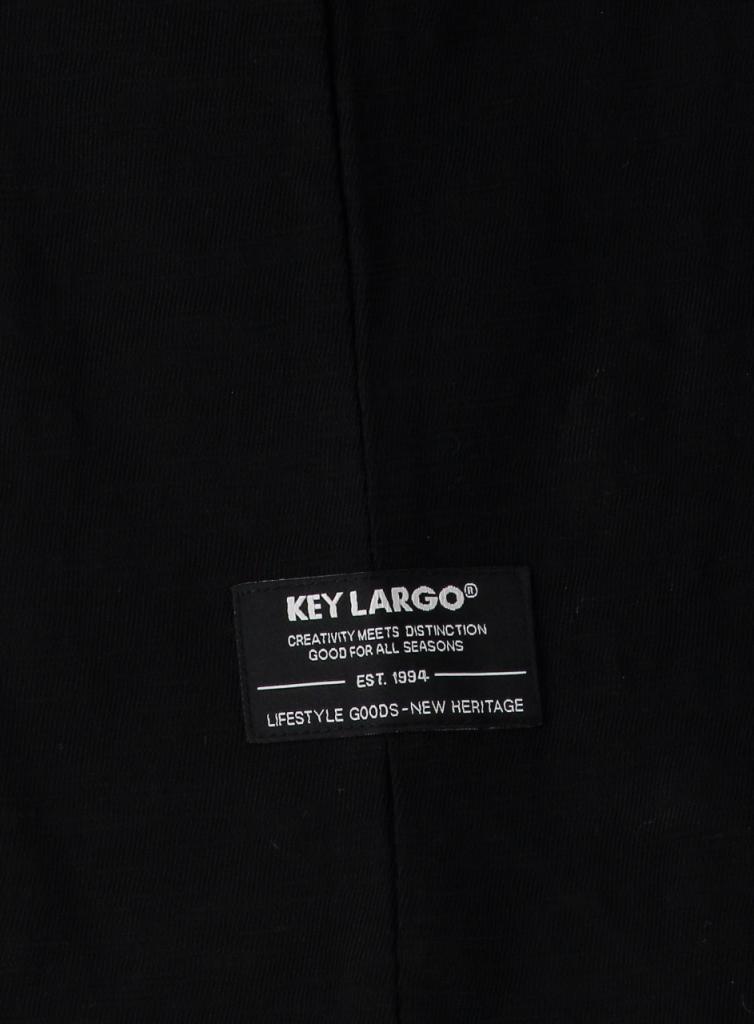 KEY LARGO®
CREATIVITY MEETS DISTINCTION
GOOD FOR ALL SEASONS
EST. 1994
LIFESTYLE GOODS - NEW HERITAGE